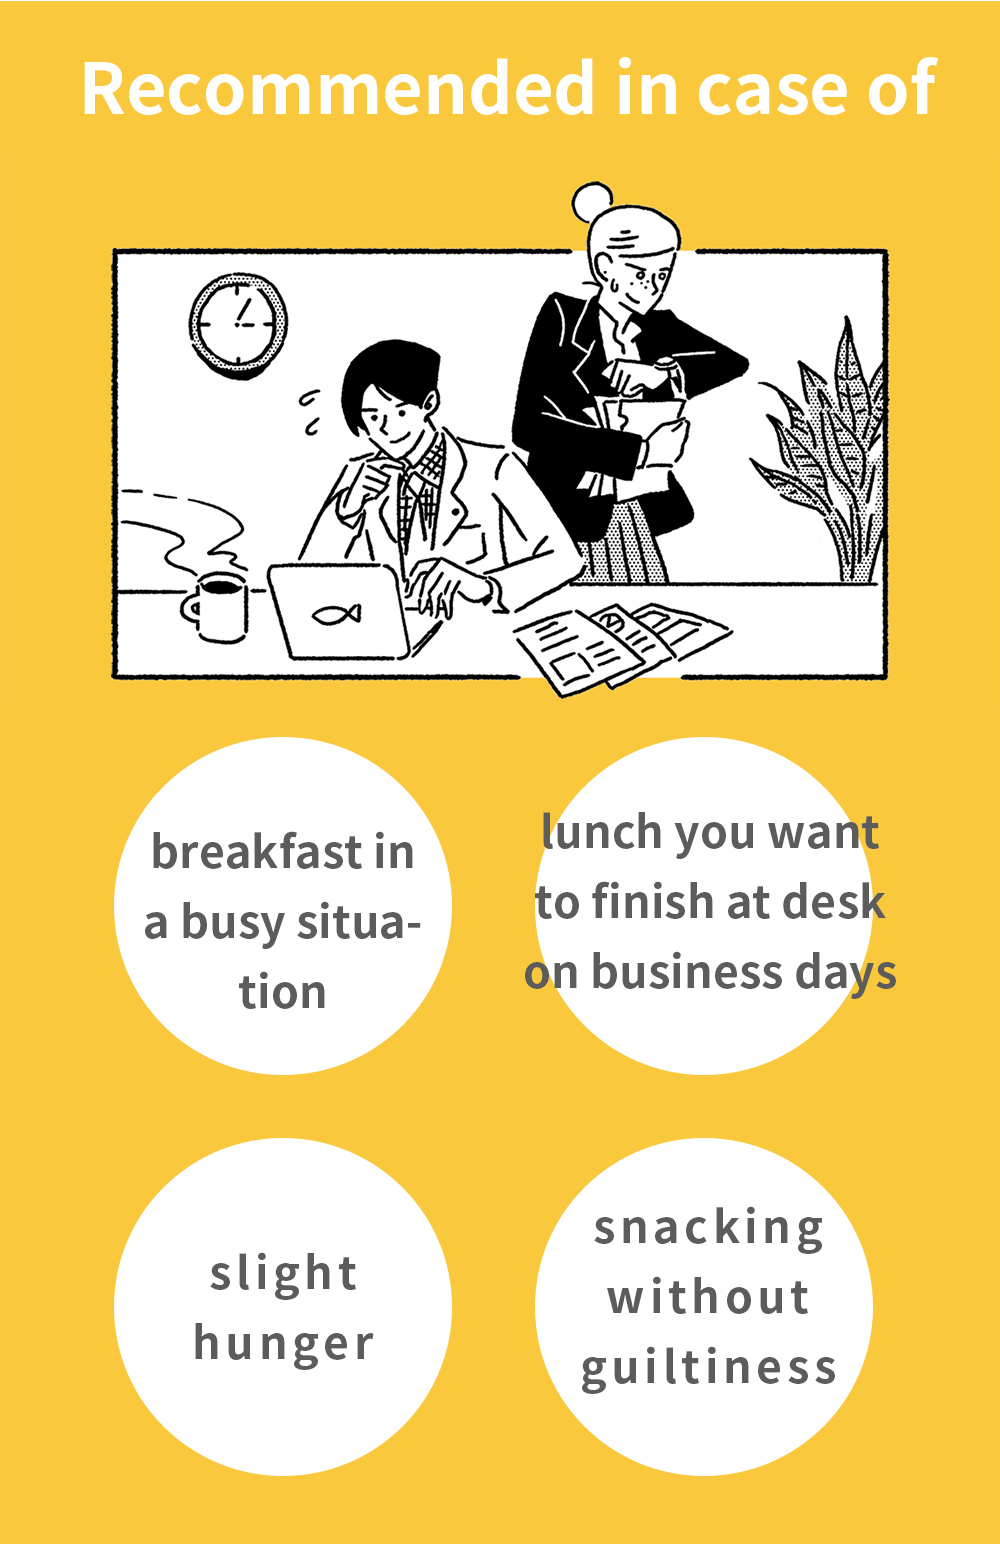 Recommended in case of
breakfast in
a busy situa-
tion
lunch you want
to finish at desk
on business days
slight
hunger
snacking
without
guiltiness